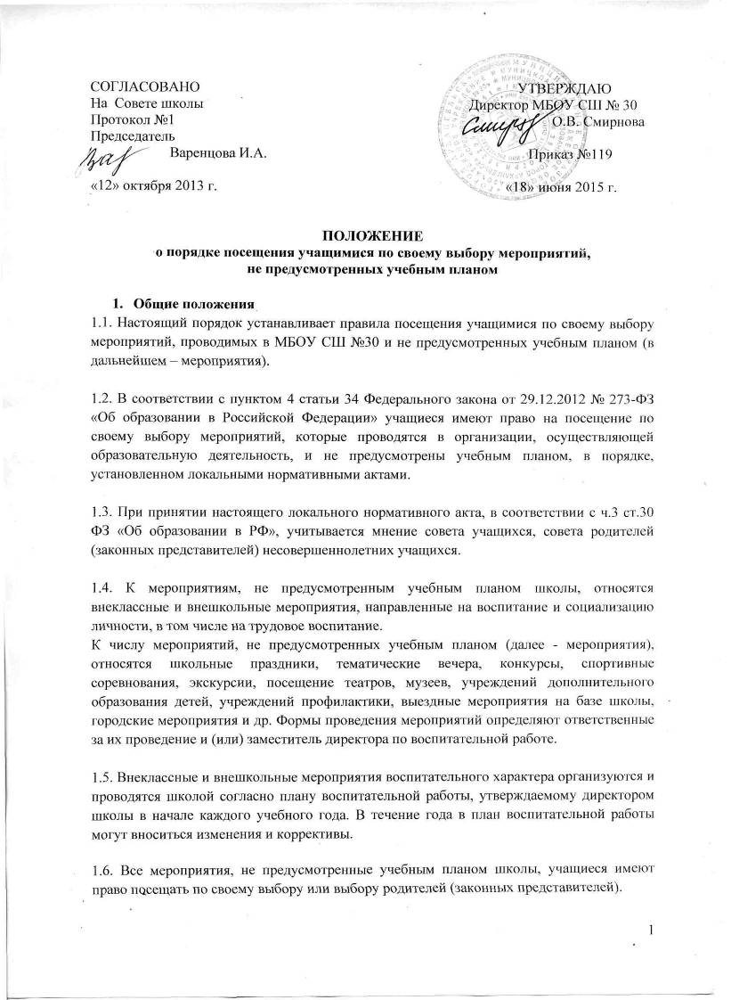 СОГЛАСОВАНО
На Совете школы
Протокол №1
Председатель
Варенцова И.А.
«12» октября 2013 г.
УТВЕРЖДАЮ
Директор МБОУ СШ № 30
О.В. Смирнова
Приказ №119
«18» июня 2015 г.
ПОЛОЖЕНИЕ
о порядке посещения учащимися по своему выбору мероприятий,
не предусмотренных учебным планом
1. Общие положения
1.1. Настоящий порядок устанавливает правила посещения учащимися по своему выбору
мероприятий, проводимых в МБОУ СШ №30 и не предусмотренных учебным планом (в
дальнейшем – мероприятия).
1.2. В соответствии с пунктом 4 статьи 34 Федерального закона от 29.12.2012 № 273-ФЗ
«Об образовании в Российской Федерации» учащиеся имеют право на посещение по
своему выбору мероприятий, которые проводятся в организации, осуществляющей
образовательную деятельность, и не предусмотрены учебным планом, в порядке,
установленном локальными нормативными актами.
1.3. При принятии настоящего локального нормативного акта, в соответствии с ч.3 ст.30
ФЗ «Об образовании в РФ», учитывается мнение совета учащихся, совета родителей
(законных представителей) несовершеннолетних учащихся.
1.4. К мероприятиям, не предусмотренным учебным планом школы, относятся
внеклассные и внешкольные мероприятия, направленные на воспитание и социализацию
личности, в том числе на трудовое воспитание.
К числу мероприятий, не предусмотренных учебным планом (далее - мероприятия),
относятся школьные праздники, тематические вечера, конкурсы, спортивные
соревнования, экскурсии, посещение театров, музеев, учреждений дополнительного
образования детей, учреждений профилактики, выездные мероприятия на базе школы,
городские мероприятия и др. Формы проведения мероприятий определяют ответственные
за их проведение и (или) заместитель директора по воспитательной работе.
1.5. Внеклассные и внешкольные мероприятия воспитательного характера организуются и
проводятся школой согласно плану воспитательной работы, утверждаемому директором
школы в начале каждого учебного года. В течение года в план воспитательной работы
могут вноситься изменения и коррективы.
1.6. Все мероприятия, не предусмотренные учебным планом школы, учащиеся имеют
право посещать по своему выбору или выбору родителей (законных представителей).
1